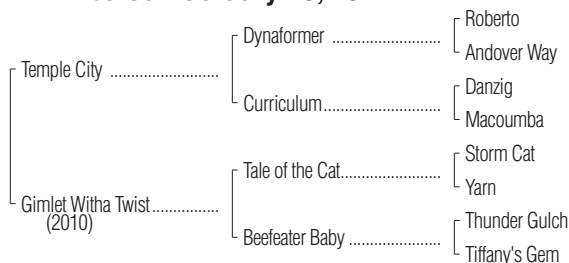 Roberto
Dynaformer
Andover Way
Temple City
Danzig
Curriculum
Macoumba
Storm Cat
Tale of the Cat
Yarn
Gimlet Witha Twist
(2010)
Thunder Gulch
Beefeater Baby
Tiffany's Gem